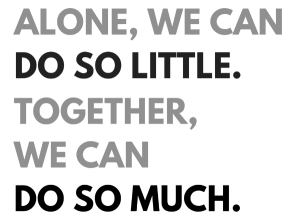 ALONE, WE CAN
DO SO LITTLE.
TOGETHER,
WE CAN
DO SO MUCH.